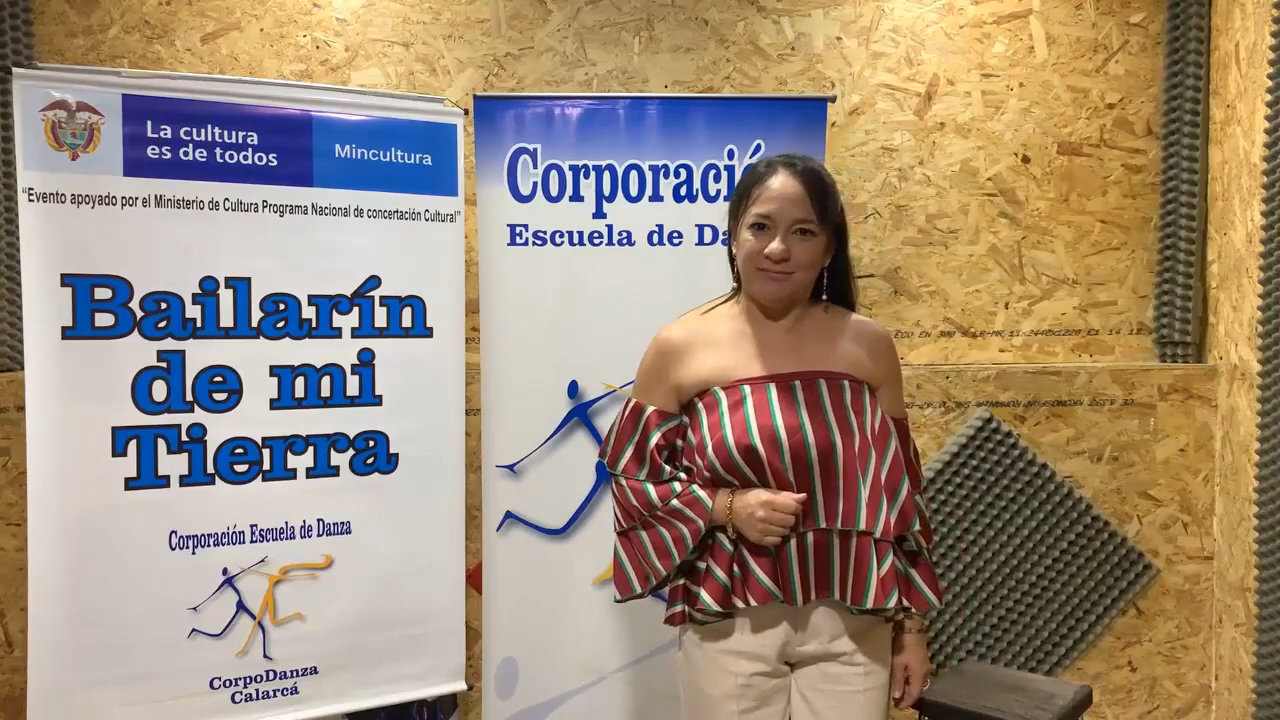 La cultura
es de todos
Mincultura
“Evento apoyado por el Ministerio de Cultura Programa Nacional de concertación Cultural”
Bailarín
de mi
Tierra
Corporación Escuela de Danza
CorpoDanza
Calarcá
Corporació
Escuela de Da